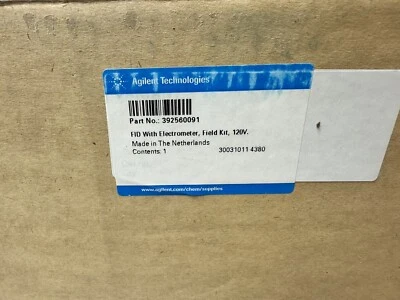 Agilent Technologies
Part No.: 392560091
FID With Electrometer, Field Kit, 120V.
Made in The Netherlands
Contents: 1 30031011 4380
www.agilent.com/chem/supplies